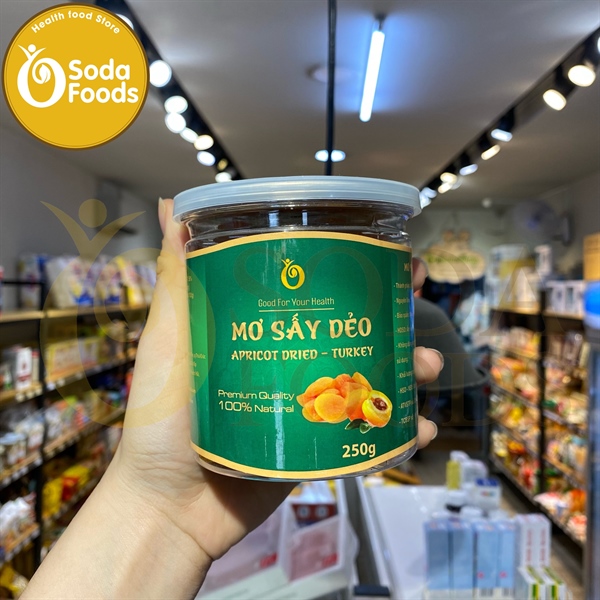 Health food Store
Soda
Foods
Good For Your Health
MƠ SẤY DẺO
APRICOT DRIED - TURKEY
Premium Quality
100% Natural
250g